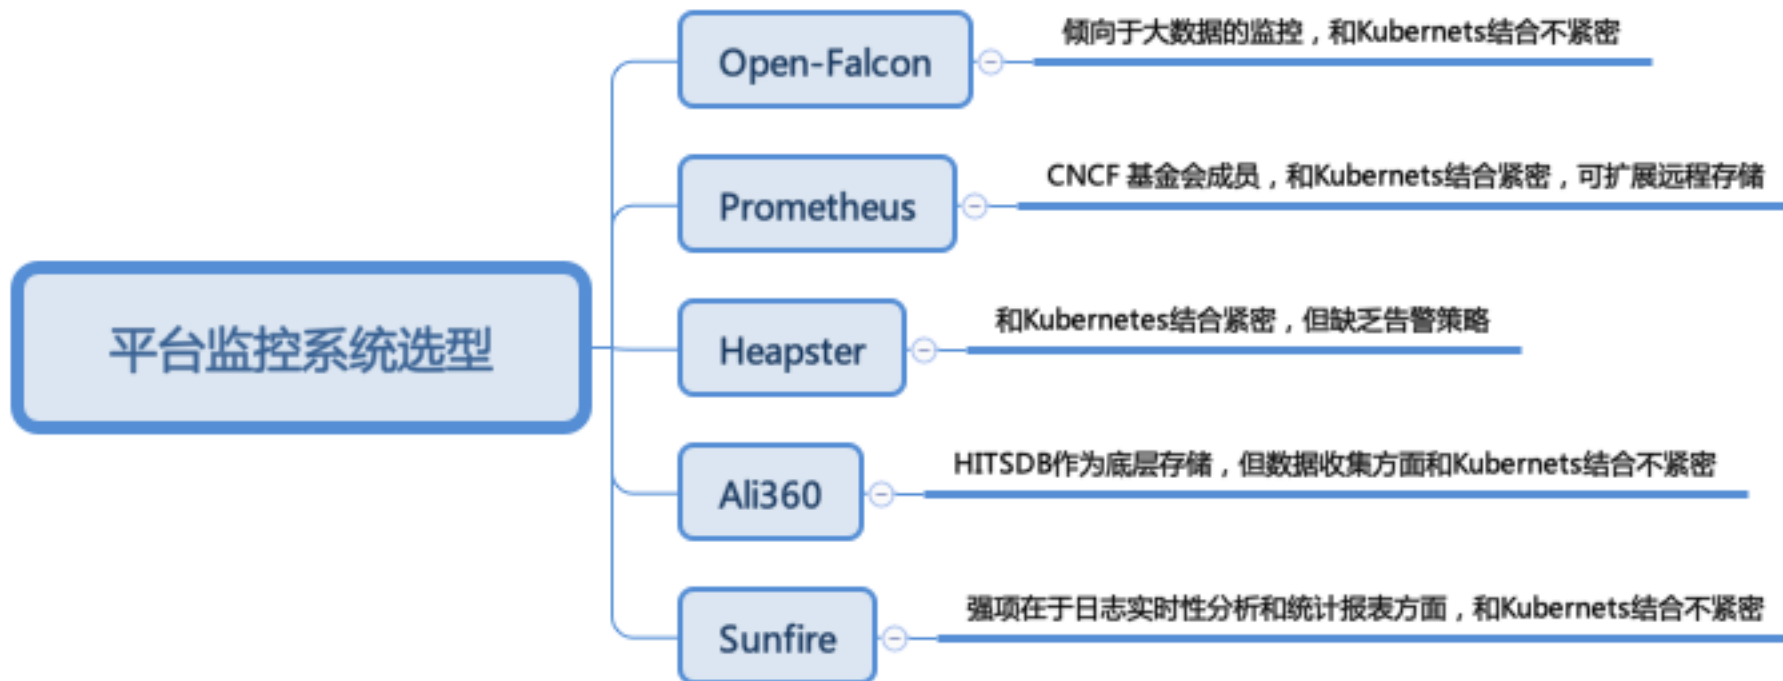 Open-Falcon
倾向于大数据的监控，和Kubernets结合不紧密
Prometheus
CNCF 基金会成员，和Kubernets结合紧密，可扩展远程存储
平台监控系统选型
Heapster
和Kubernetes结合紧密，但缺乏告警策略
Ali360
HITSDB作为底层存储，但数据收集方面和Kubernets结合不紧密
Sunfire
强项在于日志实时性分析和统计报表方面，和Kubernets结合不紧密